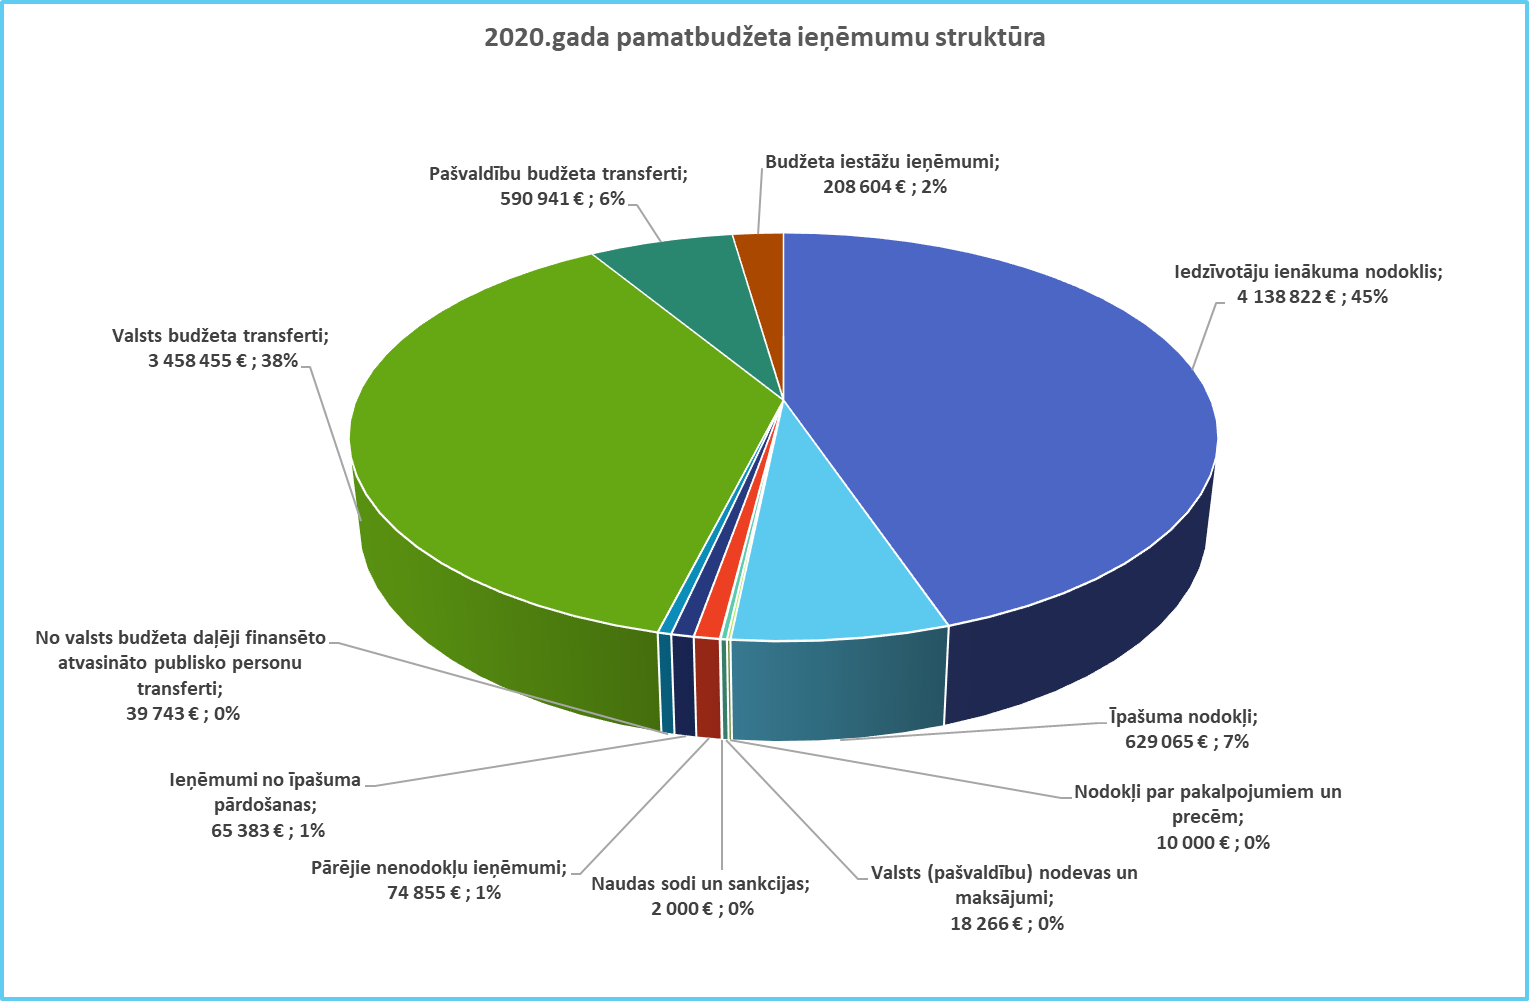 2020.gada pamatbudžeta ieņēmumu struktūra
Budžeta iestāžu ieņēmumi;
208 604 € ; 2%
Pašvaldību budžeta transferti;
590 941 € ; 6%
Iedzīvotāju ienākuma nodoklis;
4 138 822 € ; 45%
Valsts budžeta transferti;
3 458 455 € ; 38%
No valsts budžeta daļēji finansēto
atvasināto publisko personu
transferti;
39 743 € ; 0%
Īpašuma nodokļi;
629 065 € ; 7%
Ieņēmumi no īpašuma
pārdošanas;
65 383 € ; 1%
Nodokļi par pakalpojumiem un
precēm;
10 000 € ; 0%
Pārējie nenodokļu ieņēmumi;
74 855 € ; 1%
Naudas sodi un sankcijas;
2 000 € ; 0%
Valsts (pašvaldību) nodevas un
maksājumi;
18 266 € ; 0%